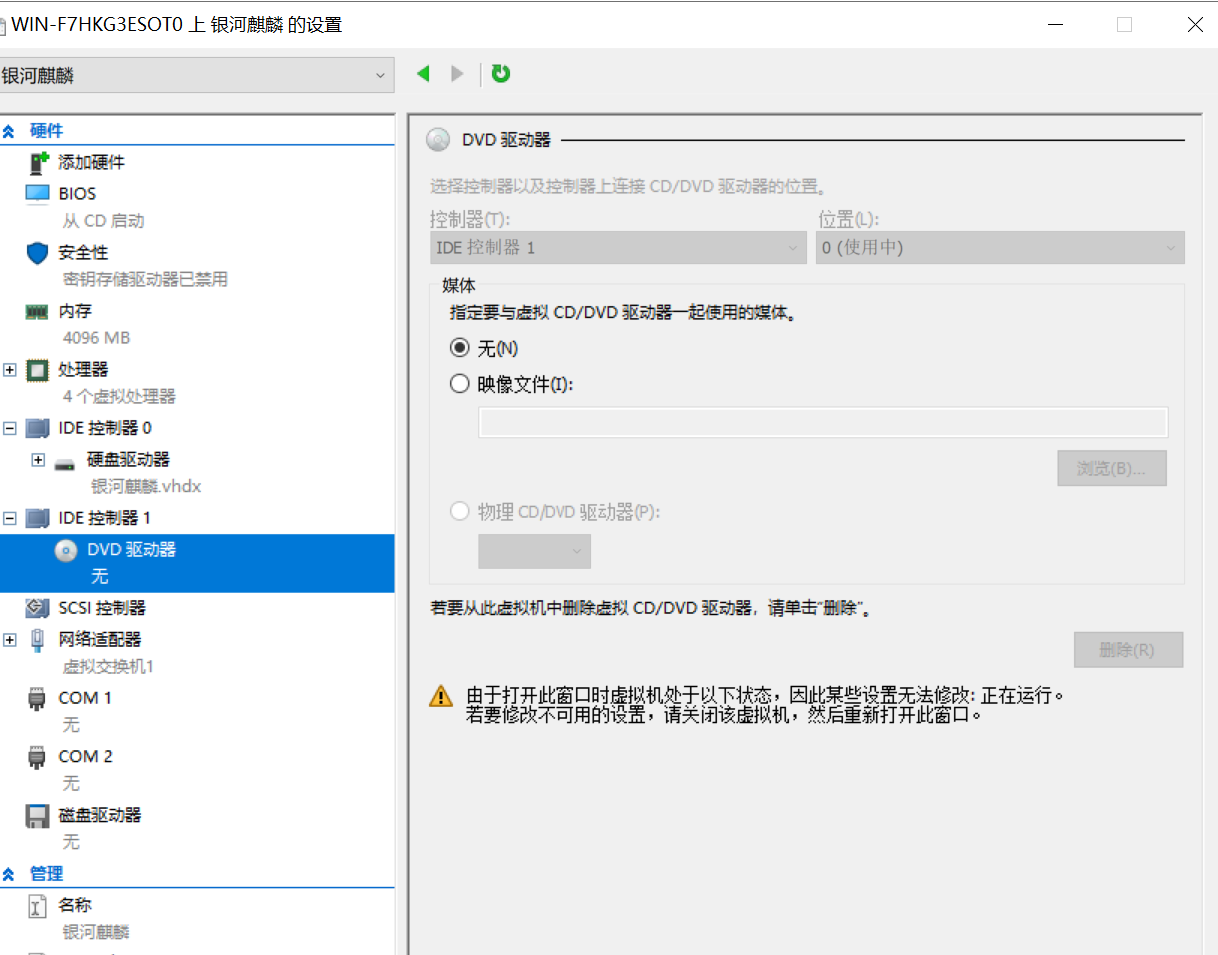 WIN-F7HKG3ESOT0 上 银河麒麟 的设置
银河麒麟
硬件
添加硬件
BIOS
从 CD 启动
安全性
密钥存储驱动器已禁用
内存
4096 MB
处理器
4 个虚拟处理器
IDE 控制器 0
硬盘驱动器
银河麒麟.vhdx
IDE 控制器 1
DVD 驱动器
无
SCSI 控制器
网络适配器
虚拟交换机1
COM 1
无
COM 2
无
磁盘驱动器
无
管理
名称
银河麒麟
DVD 驱动器
选择控制器以及控制器上连接 CD/DVD 驱动器的位置。
控制器(T):
位置(L):
IDE 控制器 1
0 (使用中)
媒体
指定要与虚拟 CD/DVD 驱动器一起使用的媒体。
无(N)
映像文件(I):
浏览(B)...
物理 CD/DVD 驱动器(P):
若要从此虚拟机中删除虚拟 CD/DVD 驱动器，请单击"删除"。
删除(R)
由于打开此窗口时虚拟机处于以下状态，因此某些设置无法修改: 正在运行。
若要修改不可用的设置，请关闭该虚拟机，然后重新打开此窗口。